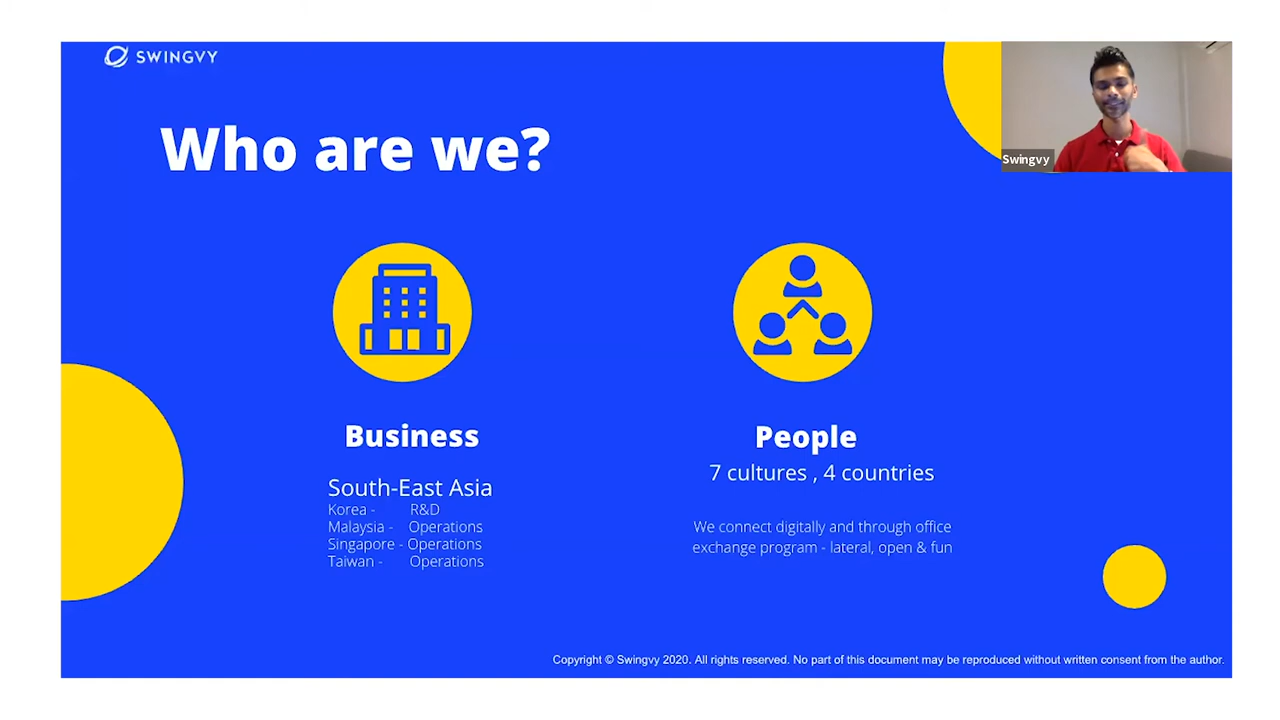 SWINGVY
Who are we?
Swingvy
Business
South-East Asia
Korea - R&D
Malaysia - Operations
Singapore - Operations
Taiwan - Operations
People
7 cultures , 4 countries
We connect digitally and through office
exchange program - lateral, open & fun
Copyright © Swingvy 2020. All rights reserved. No part of this document may be reproduced without written consent from the author.